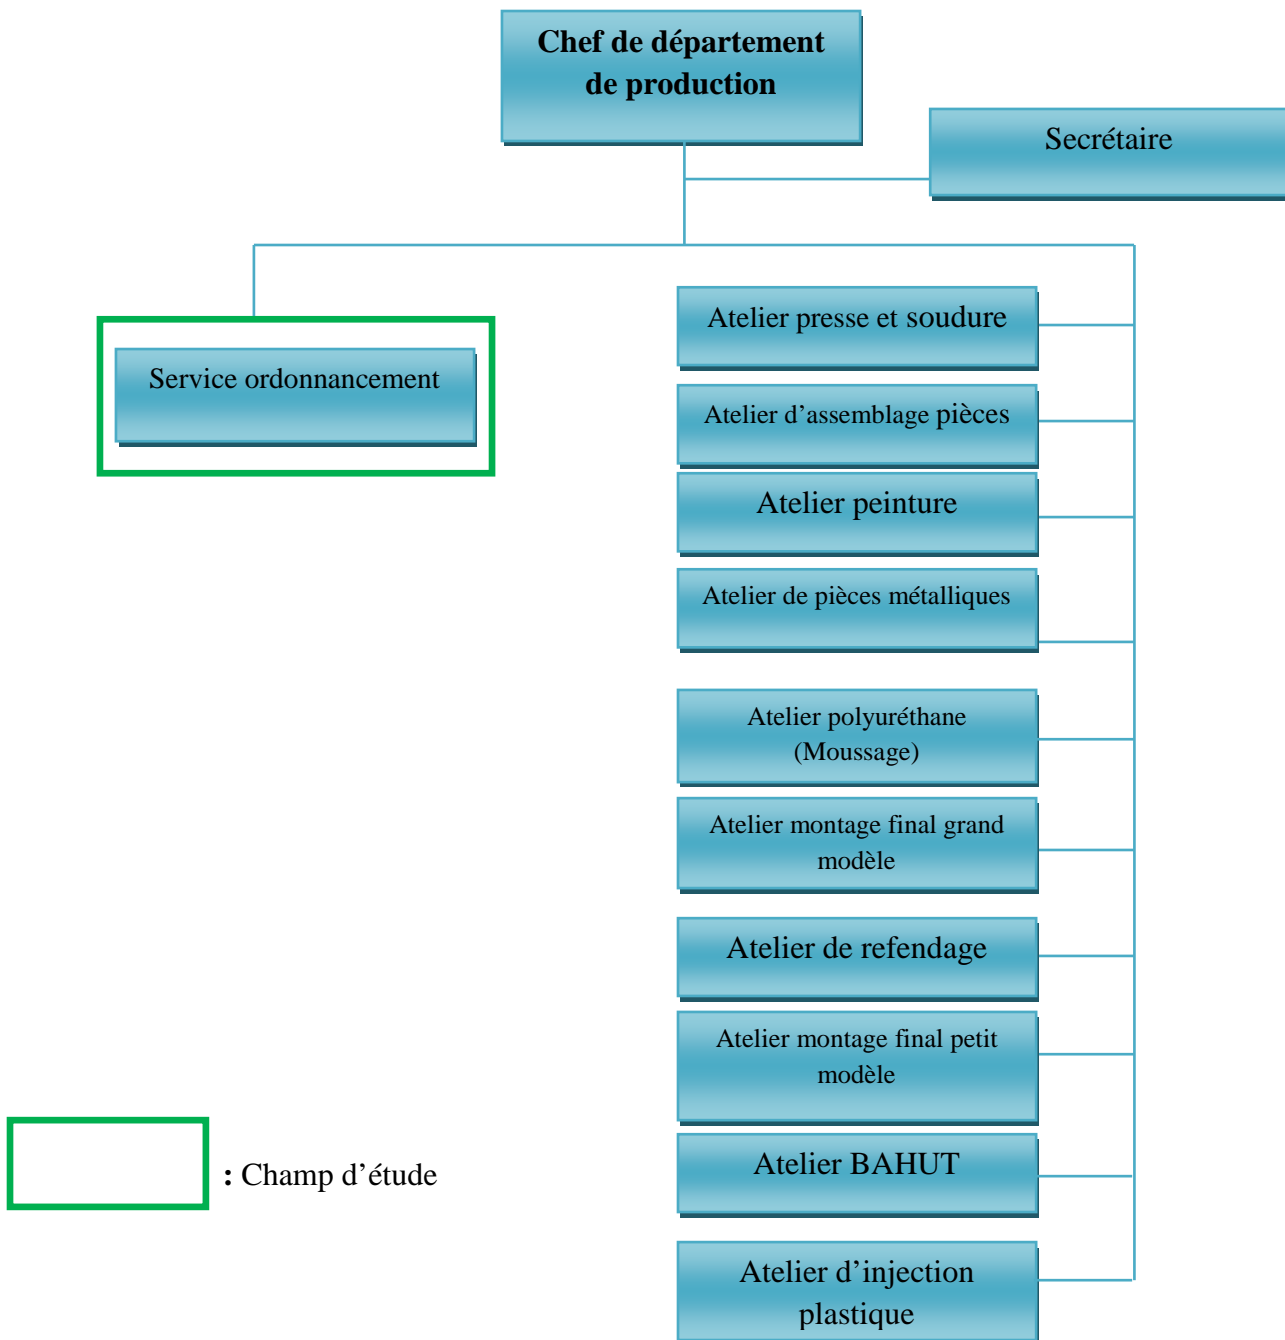 Chef de département
de production
Secrétaire
Service ordonnancement
Atelier presse et soudure
Atelier d’assemblage pièces
Atelier peinture
Atelier de pièces métalliques
Atelier polyuréthane
(Moussage)
Atelier montage final grand
modèle
Atelier de refendage
Atelier montage final petit
modèle
Atelier BAHUT
: Champ d’étude
Atelier d’injection
plastique